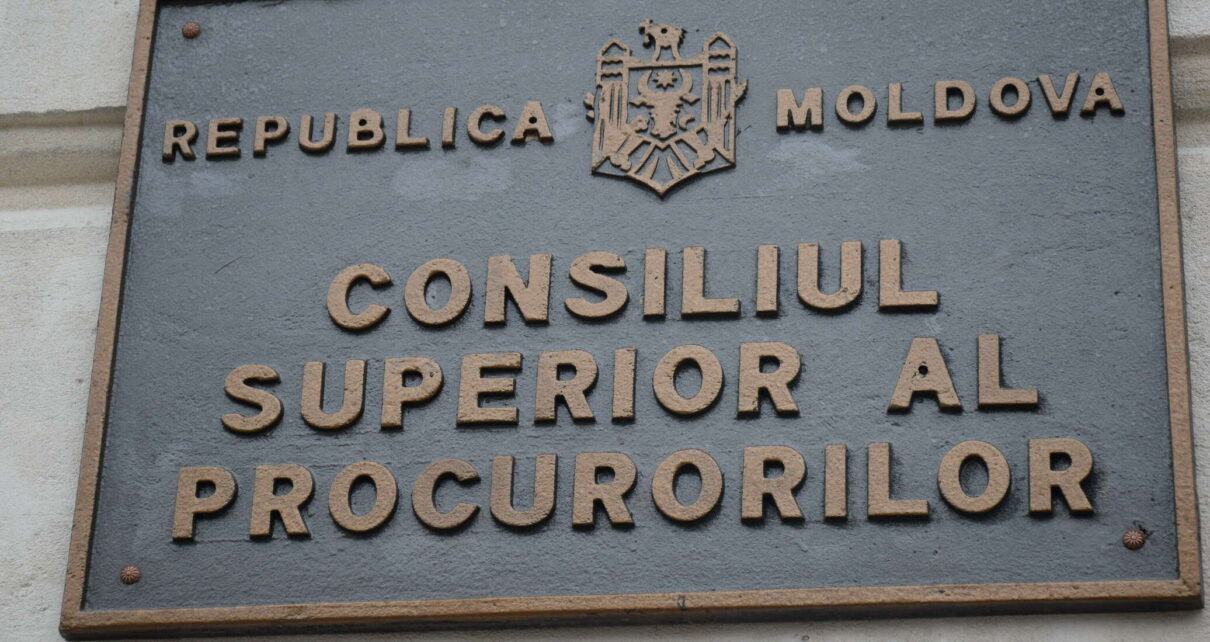 REPUBLICA MOLDOVA
CONSILIUL
SUPERIOR AL
PROCURORILOR